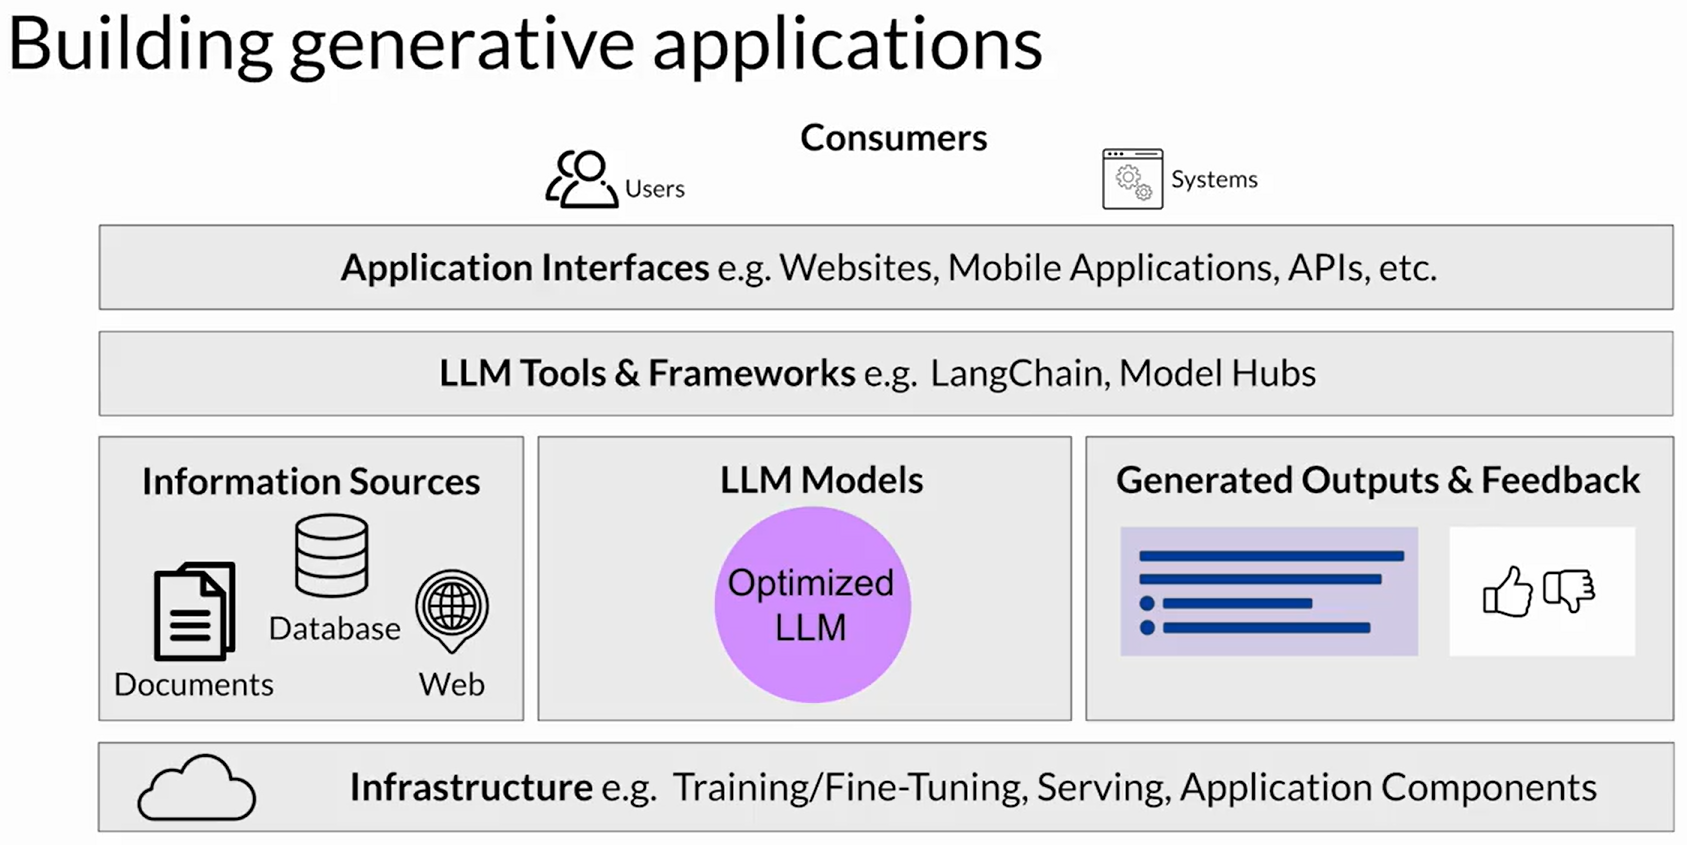 Building generative applications
Consumers
Users
Systems
Application Interfaces e.g. Websites, Mobile Applications, APIs, etc.
LLM Tools & Frameworks e.g. LangChain, Model Hubs
Information Sources
Documents
Database
Web
LLM Models
Optimized
LLM
Generated Outputs & Feedback
Infrastructure e.g. Training/Fine-Tuning, Serving, Application Components